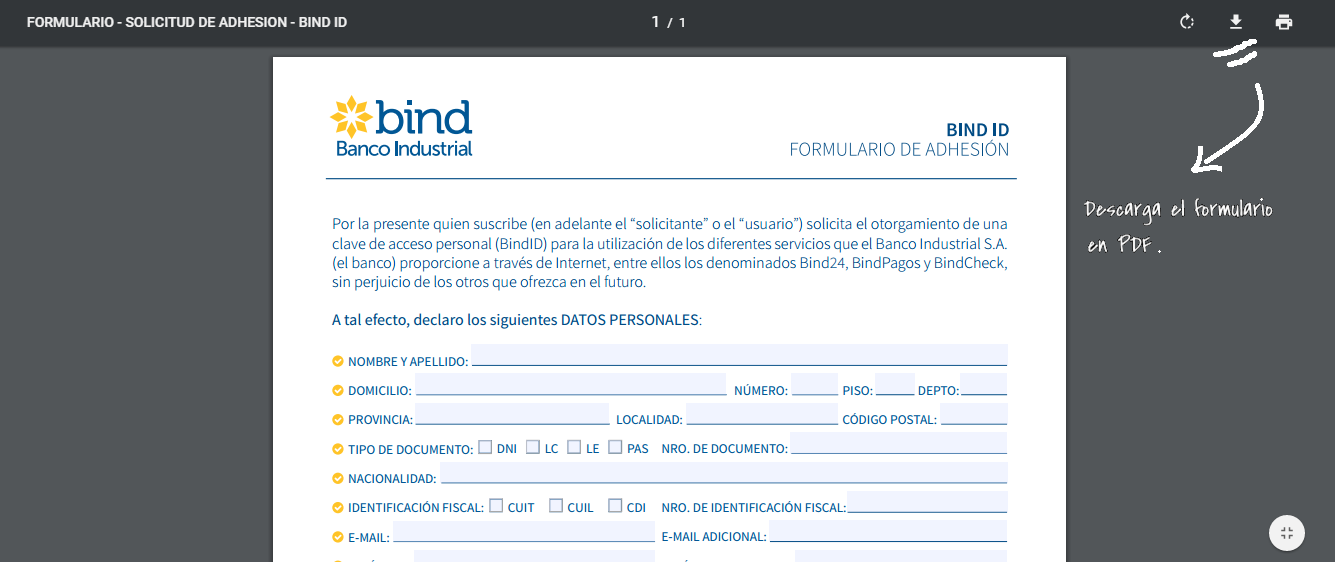 FORMULARIO - SOLICITUD DE ADHESION - BIND ID
1 / 1
bind
Banco Industrial
BIND ID
FORMULARIO DE ADHESIÓN
Descarga el formulario
en PDF.
Por la presente quien suscribe (en adelante el “solicitante” o el “usuario”) solicita el otorgamiento de una
clave de acceso personal (BindID) para la utilización de los diferentes servicios que el Banco Industrial S.A.
(el banco) proporcione a través de Internet, entre ellos los denominados Bind24, BindPagos y BindCheck,
sin perjuicio de los otros que ofrezca en el futuro.
A tal efecto, declaro los siguientes DATOS PERSONALES:
NOMBRE Y APELLIDO:
DOMICILIO: NÚMERO: PISO: DEPTO:
PROVINCIA: LOCALIDAD: CÓDIGO POSTAL:
TIPO DE DOCUMENTO: DNI LC LE PAS NRO. DE DOCUMENTO:
NACIONALIDAD:
IDENTIFICACIÓN FISCAL: CUIT CUIL CDI NRO. DE IDENTIFICACIÓN FISCAL:
E-MAIL: E-MAIL ADICIONAL: